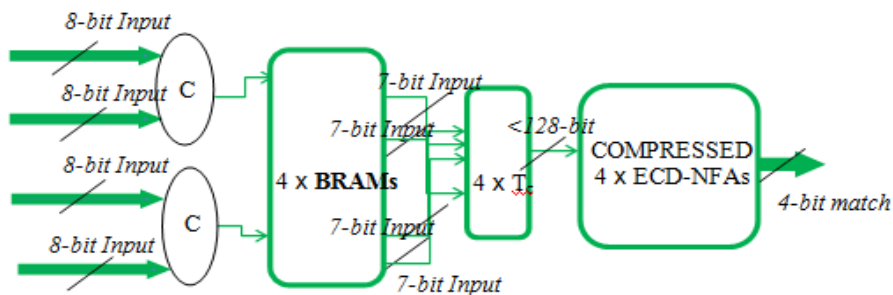 8-bit Input
8-bit Input
C
8-bit Input
8-bit Input
C
4 x BRAMs
7-bit Input
7-bit Input
7-bit Input
7-bit Input
4 x Tc
<128-bit
COMPRESSED
4 x ECD-NFAs
4-bit match